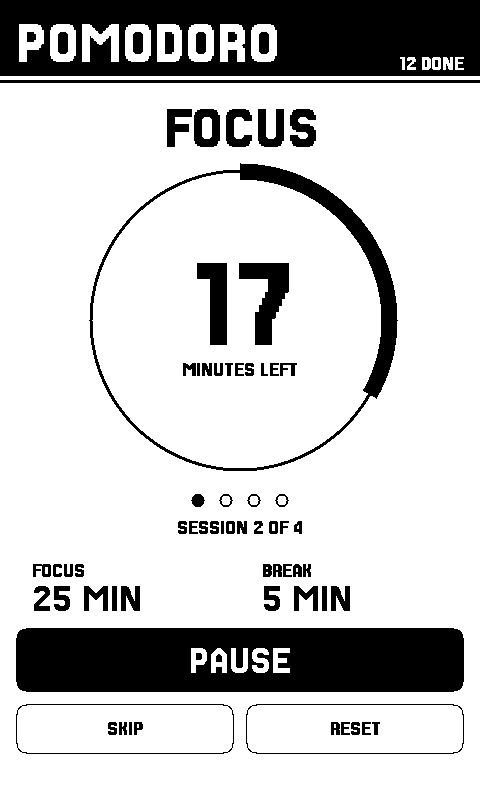 POMODORO
12 DONE
FOCUS
17
MINUTES LEFT
SESSION 2 OF 4
FOCUS
25 MIN
BREAK
5 MIN
PAUSE
SKIP
RESET